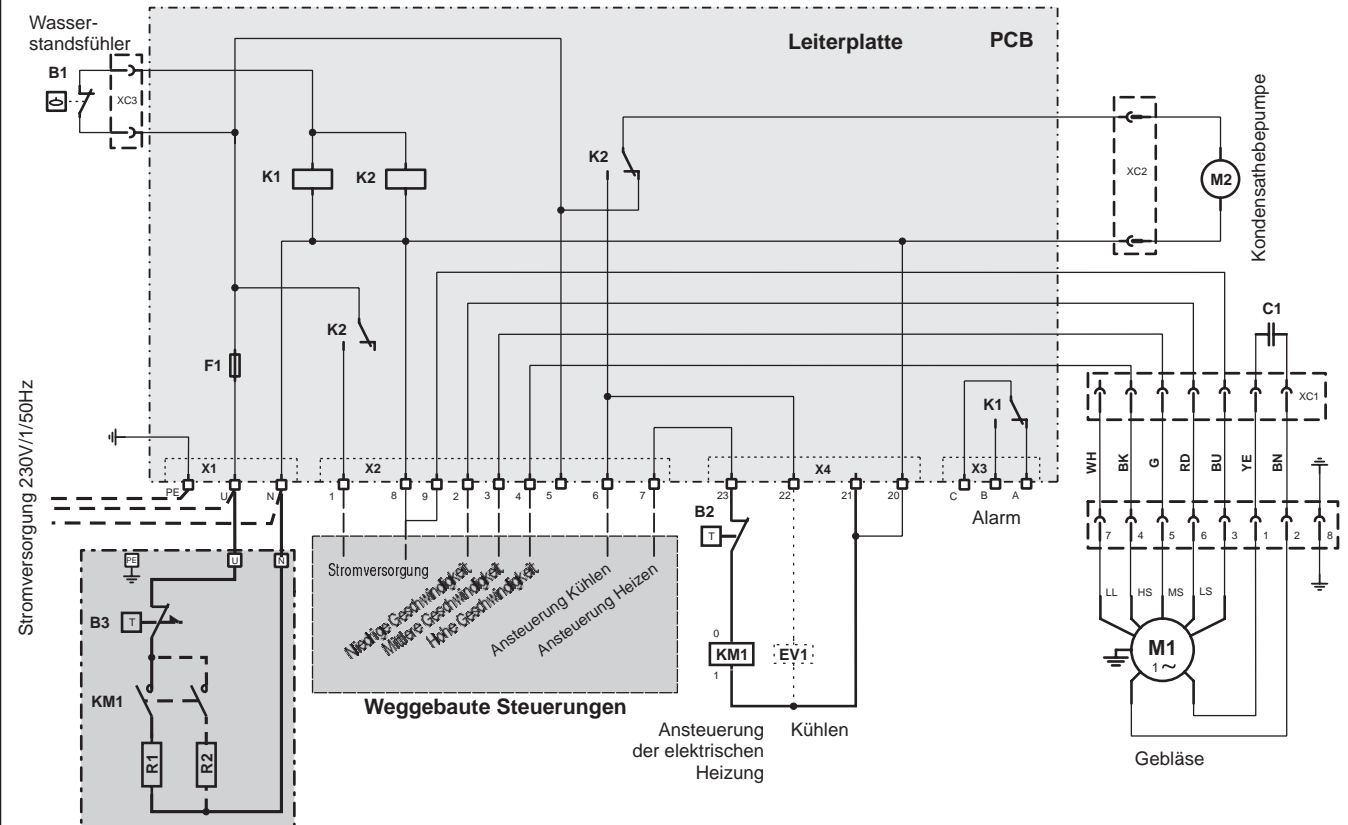 Wasser-
standsfühler
B1
XC3
Leiterplatte PCB
K1
K2
K2
XC2
M2
Kondensathebepumpe
K2
F1
C1
XC1
K1
Stromversorgung 230V/1/50Hz
X1
X2
X4
X3
PE U N
1 8 9 2 3 4 5 6 7
23 22 21 20
C B A
Alarm
WH BK G RD BU YE BN
7 4 5 6 3 1 2 8
LL HS MS LS
M1
1~
Gebläse
PE U N
B3
T
KM1
R1
R2
Stromversorgung
Niedrige Geschwindigkeit
Mittlere Geschwindigkeit
Hohe Geschwindigkeit
Ansteuerung Kühlen
Ansteuerung Heizen
Weggebaute Steuerungen
B2
T
0
KM1
1
EV1
Ansteuerung
der elektrischen
Heizung
Kühlen